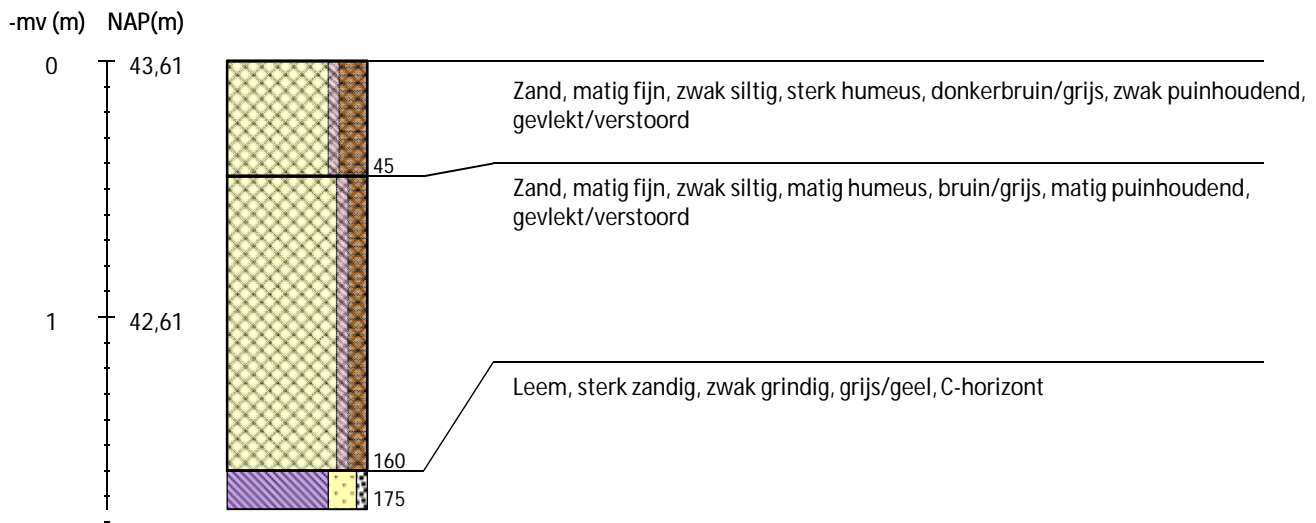 -mv (m) NAP(m)
0 43,61
Zand, matig fijn, zwak siltig, sterk humeus, donkerbruin/grijs, zwak puinhoudend,
gevlekt/verstoord
45
Zand, matig fijn, zwak siltig, matig humeus, bruin/grijs, matig puinhoudend,
gevlekt/verstoord
1 42,61
Leem, sterk zandig, zwak grindig, grijs/geel, C-horizont
160
175